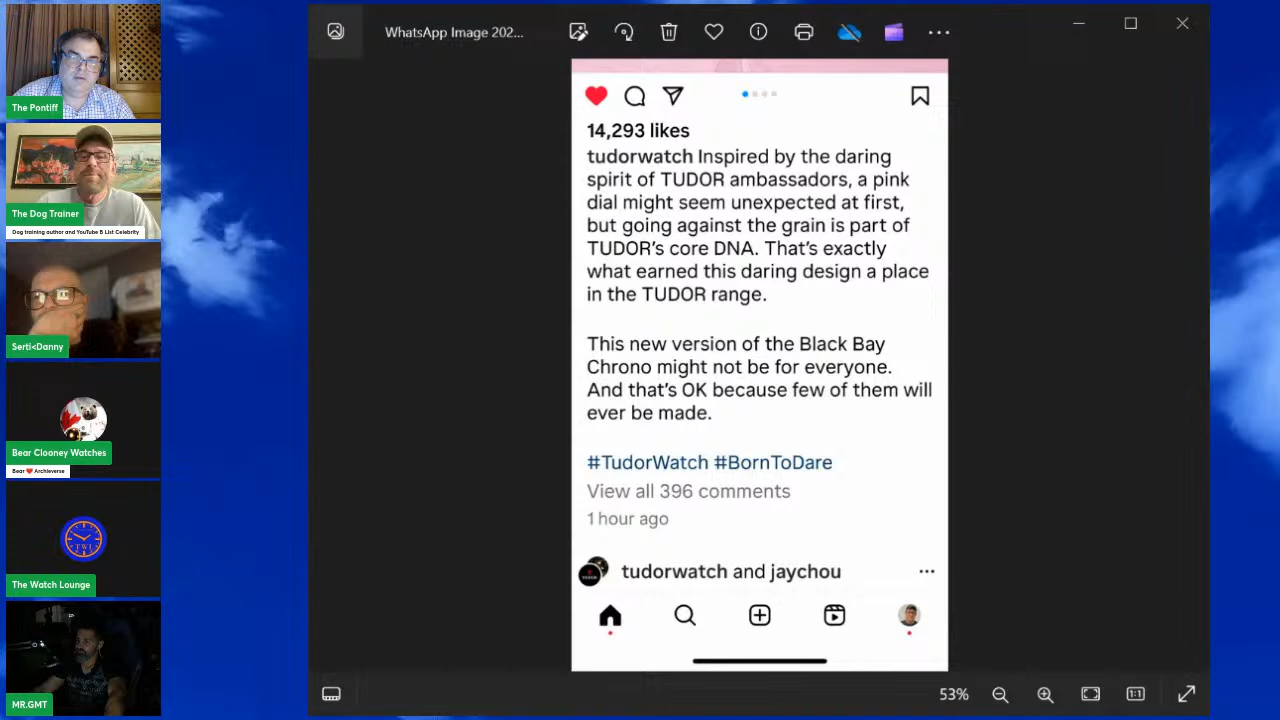 The Pontiff
The Dog Trainer
Dog training author and YouTube B List Celebrity
Serti<Danny
Bear Clooney Watches
Bear ❤️ Archieverse
TWL
The Watch Lounge
MR.GMT
WhatsApp Image 202...
14,293 likes
tudorwatch Inspired by the daring
spirit of TUDOR ambassadors, a pink
dial might seem unexpected at first,
but going against the grain is part of
TUDOR's core DNA. That's exactly
what earned this daring design a place
in the TUDOR range.
This new version of the Black Bay
Chrono might not be for everyone.
And that's OK because few of them will
ever be made.
#TudorWatch #BornToDare
View all 396 comments
1 hour ago
tudorwatch and jaychou
53%
1:1